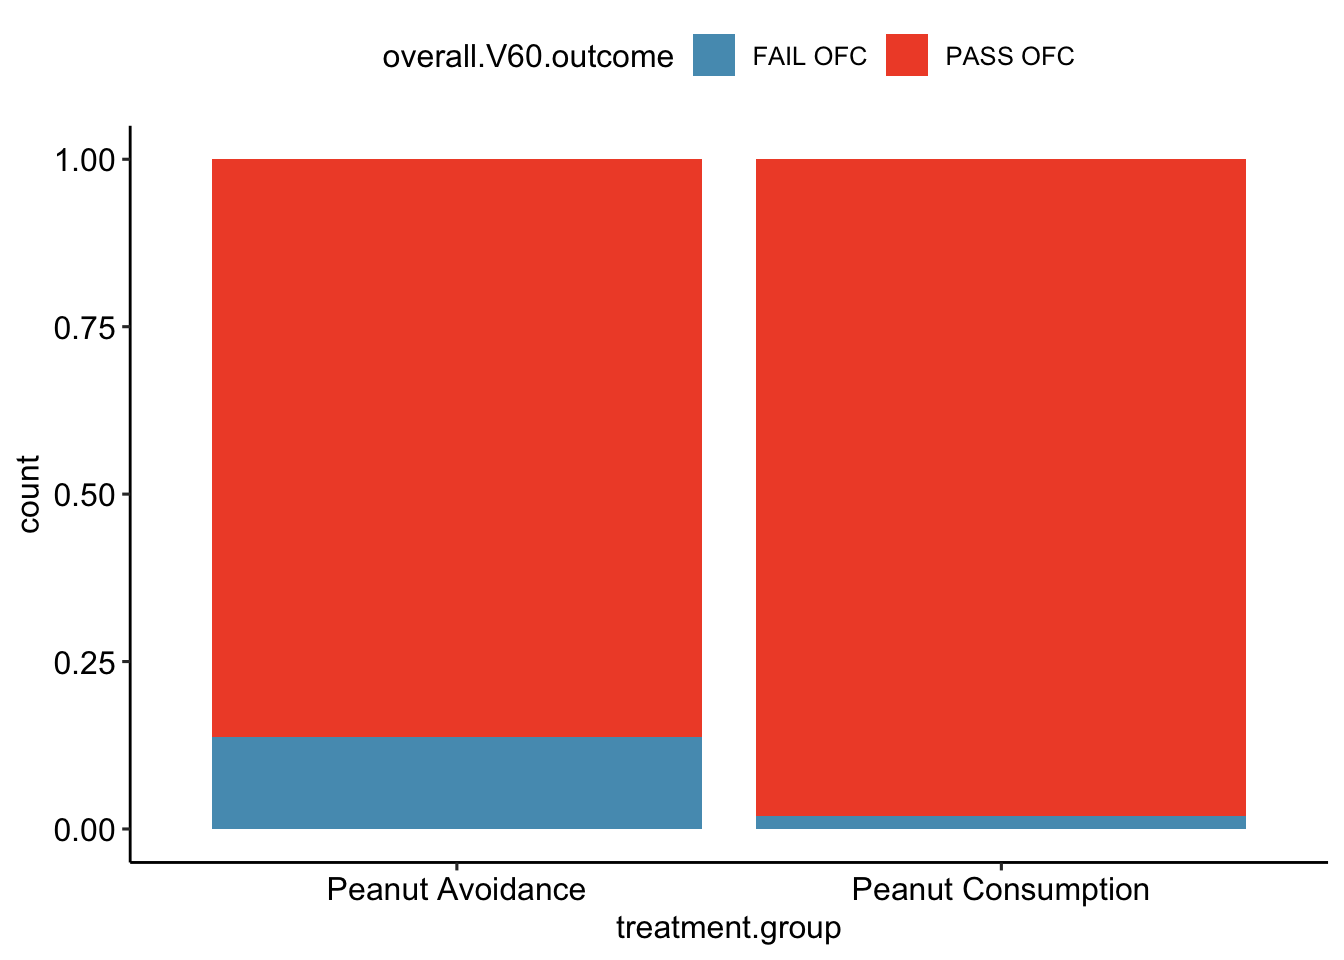 overall.V60.outcome FAIL OFC PASS OFC
1.00
0.75
0.50
0.25
0.00
count
Peanut Avoidance Peanut Consumption
treatment.group